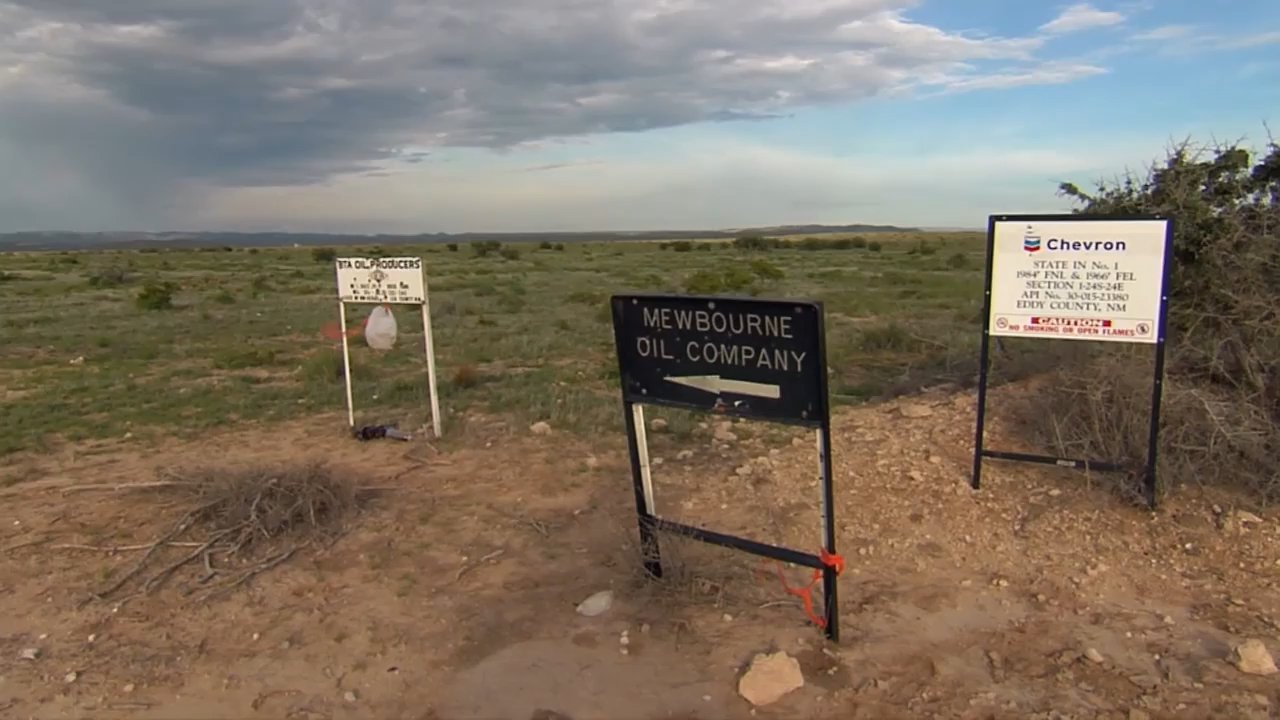 BTA OIL PRODUCERS
MEWBOURNE
OIL COMPANY
Chevron
STATE IN No. 1
1984' FNL & 1966' FEL
SECTION 1-24S-24E
API No. 30-015-23380
EDDY COUNTY, NM
CAUTION
NO SMOKING OR OPEN FLAMES